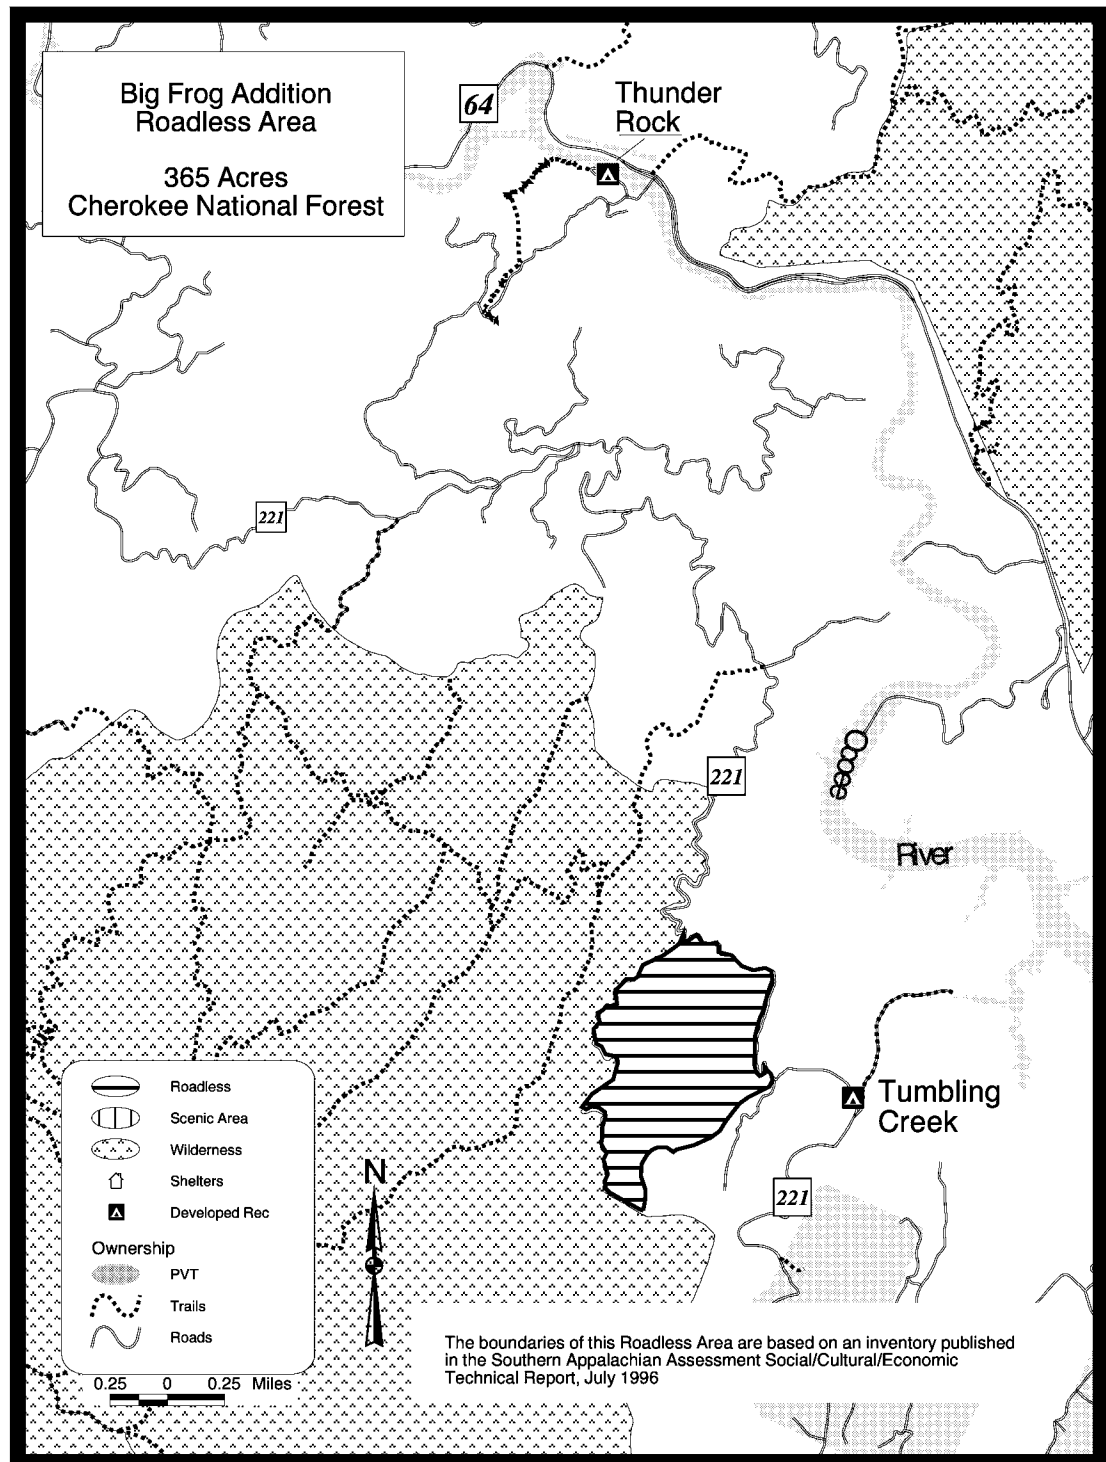 Big Frog Addition
Roadless Area
365 Acres
Cherokee National Forest
64
Thunder
Rock
221
221
Ocoee
River
Tumbling
Creek
221
Roadless
Scenic Area
Wilderness
Shelters
Developed Rec
Ownership
PVT
Trails
Roads
N
0.25 0 0.25 Miles
The boundaries of this Roadless Area are based on an inventory published
in the Southern Appalachian Assessment Social/Cultural/Economic
Technical Report, July 1996